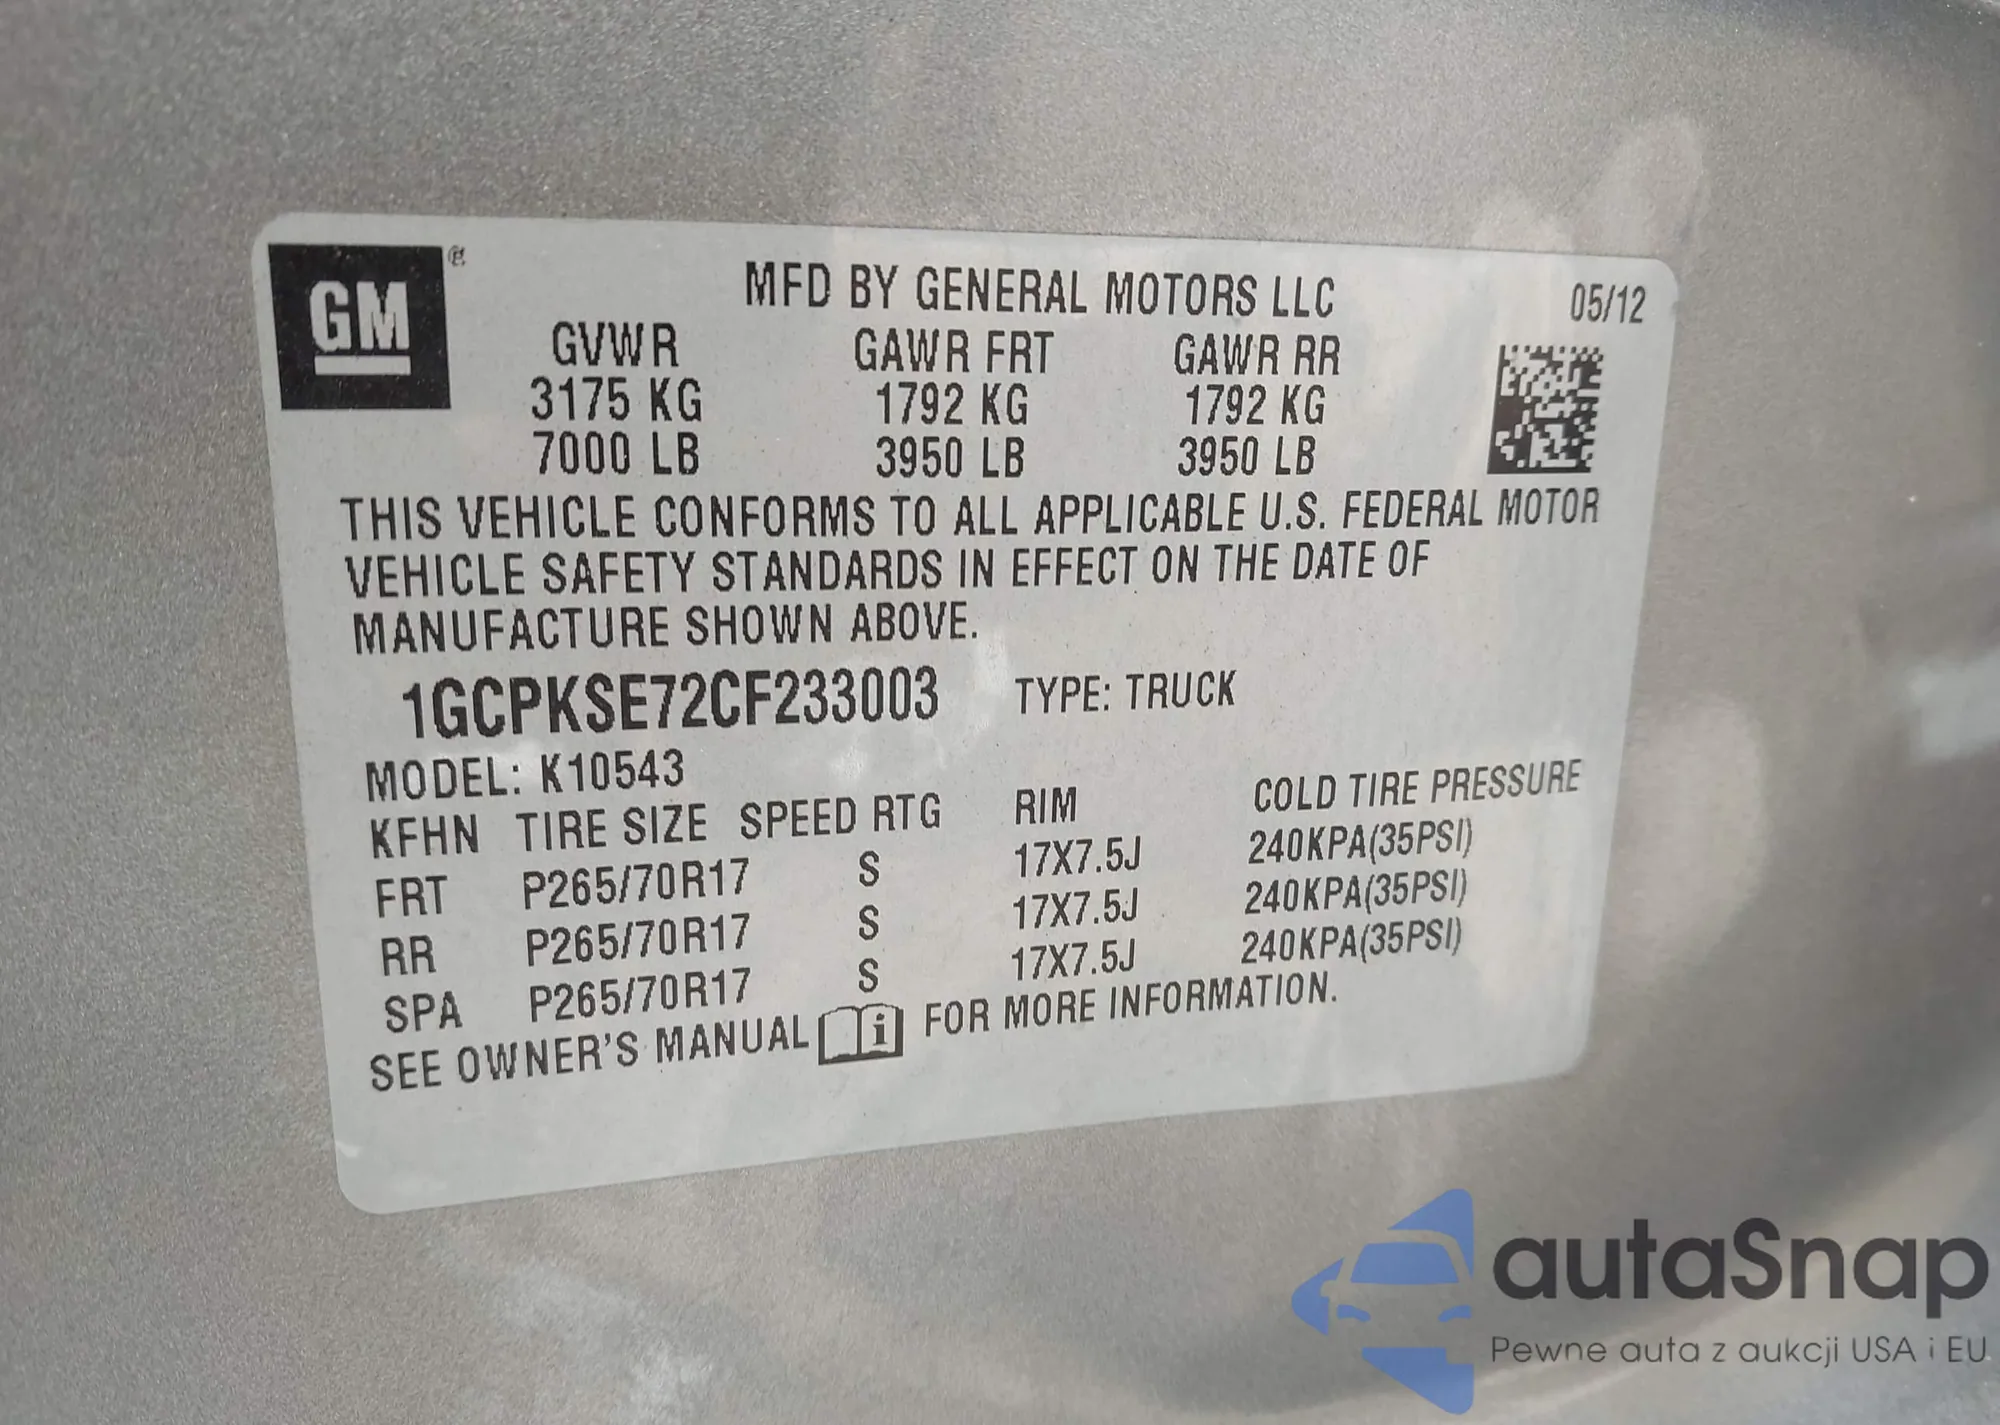 GM ®
MFD BY GENERAL MOTORS LLC 05/12
GVWR GAWR FRT GAWR RR
3175 KG 1792 KG 1792 KG
7000 LB 3950 LB 3950 LB
THIS VEHICLE CONFORMS TO ALL APPLICABLE U.S. FEDERAL MOTOR
VEHICLE SAFETY STANDARDS IN EFFECT ON THE DATE OF
MANUFACTURE SHOWN ABOVE.
1GCPKSE72CF233003 TYPE: TRUCK
MODEL: K10543
KFHN TIRE SIZE SPEED RTG RIM COLD TIRE PRESSURE
FRT P265/70R17 S 17X7.5J 240KPA(35PSI)
RR P265/70R17 S 17X7.5J 240KPA(35PSI)
SPA P265/70R17 S 17X7.5J 240KPA(35PSI)
SEE OWNER'S MANUAL i FOR MORE INFORMATION.
autaSnap
Pewne auta z aukcji USA i EU